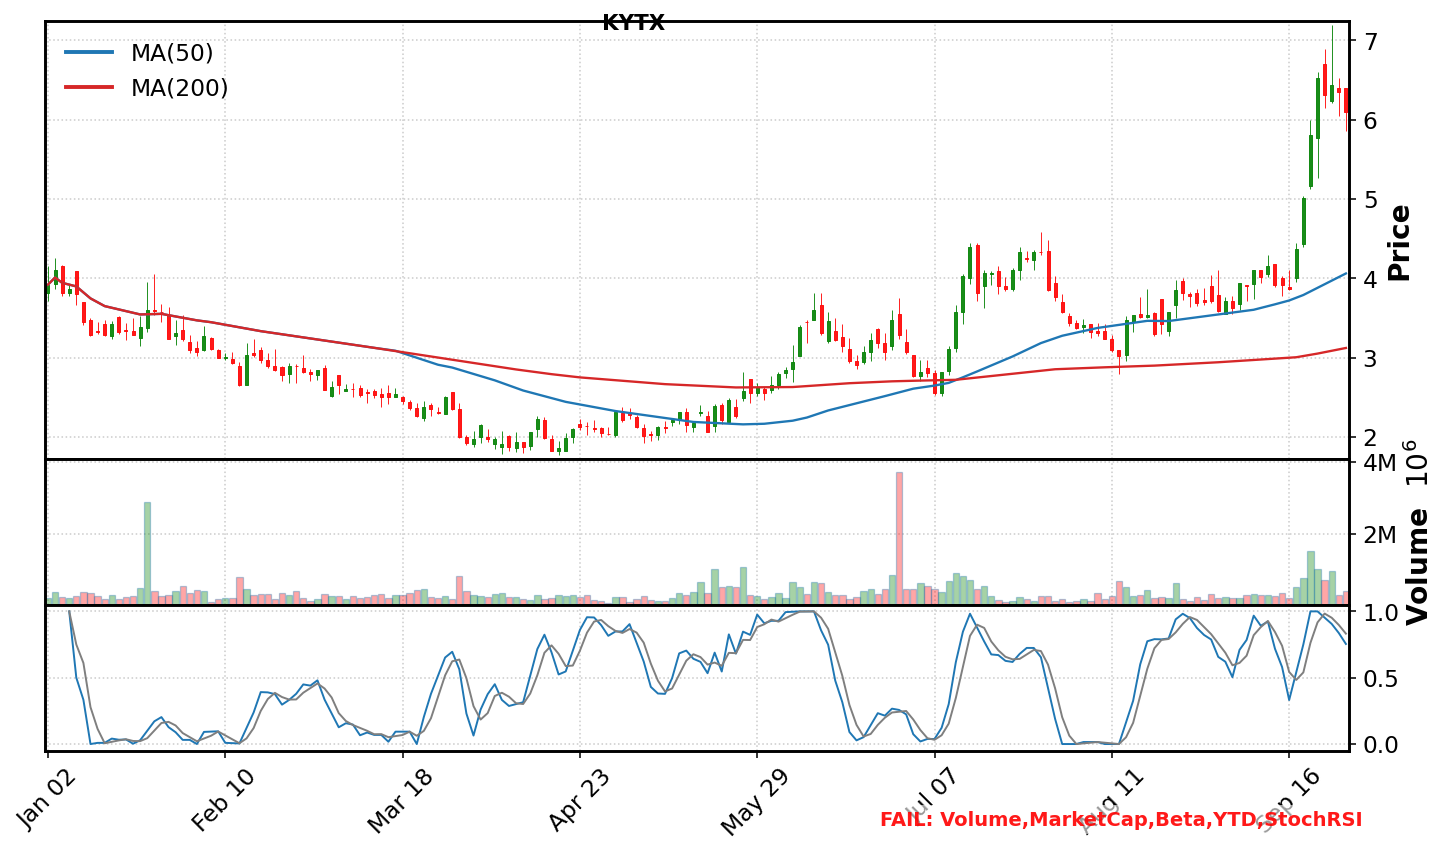 KYTX
MA(50)
MA(200)
7
6
5
4
3
2
Price
4M
2M
Volume 10^6
1.0
0.5
0.0
Jan 02
Feb 10
Mar 18
Apr 23
May 29
Jul 07
Aug 11
Sep 16
FAIL: Volume,MarketCap,Beta,YTD,StochRSI